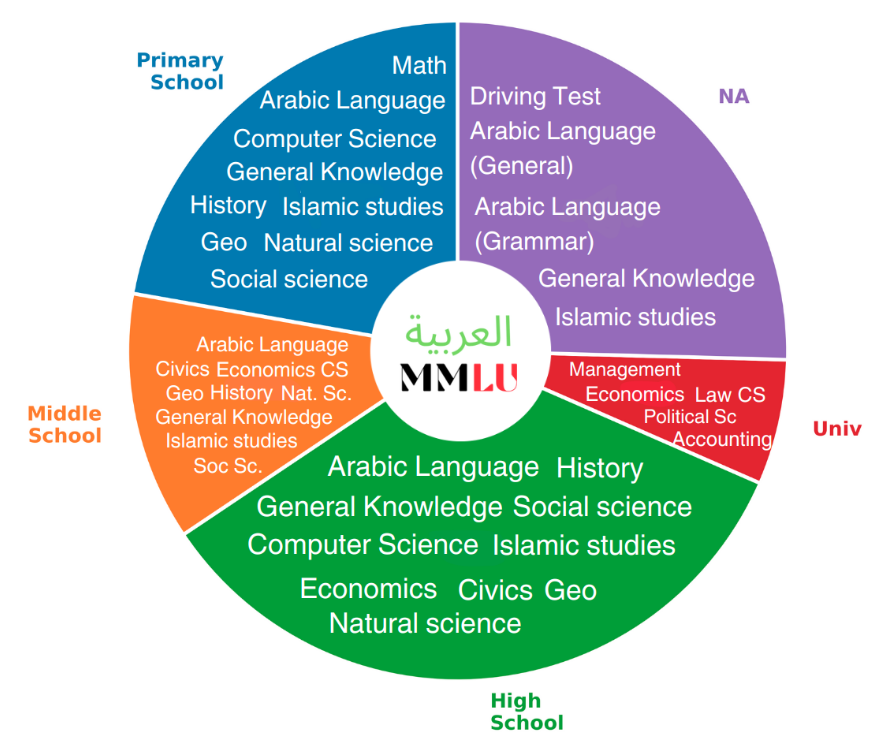 Primary
School
Math
Arabic Language
Computer Science
General Knowledge
History Islamic studies
Geo Natural science
Social science
NA
Driving Test
Arabic Language
(General)
Arabic Language
(Grammar)
General Knowledge
Islamic studies
العربية
MMLU
Middle
School
Arabic Language
Civics Economics CS
Geo History Nat. Sc.
General Knowledge
Islamic studies
Soc Sc.
Univ
Management
Economics Law CS
Political Sc
Accounting
Arabic Language History
General Knowledge Social science
Computer Science Islamic studies
Economics Civics Geo
Natural science
High
School